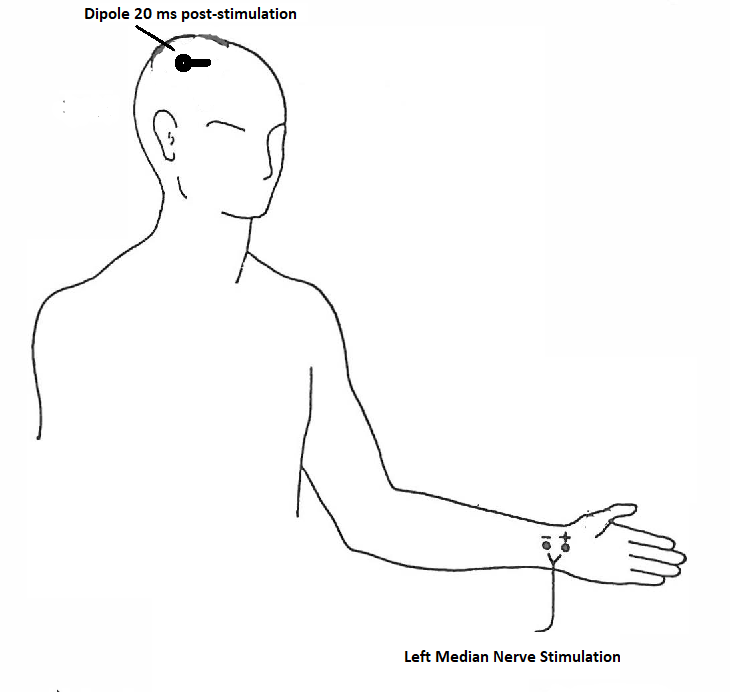 Dipole 20 ms post-stimulation
- +
Left Median Nerve Stimulation